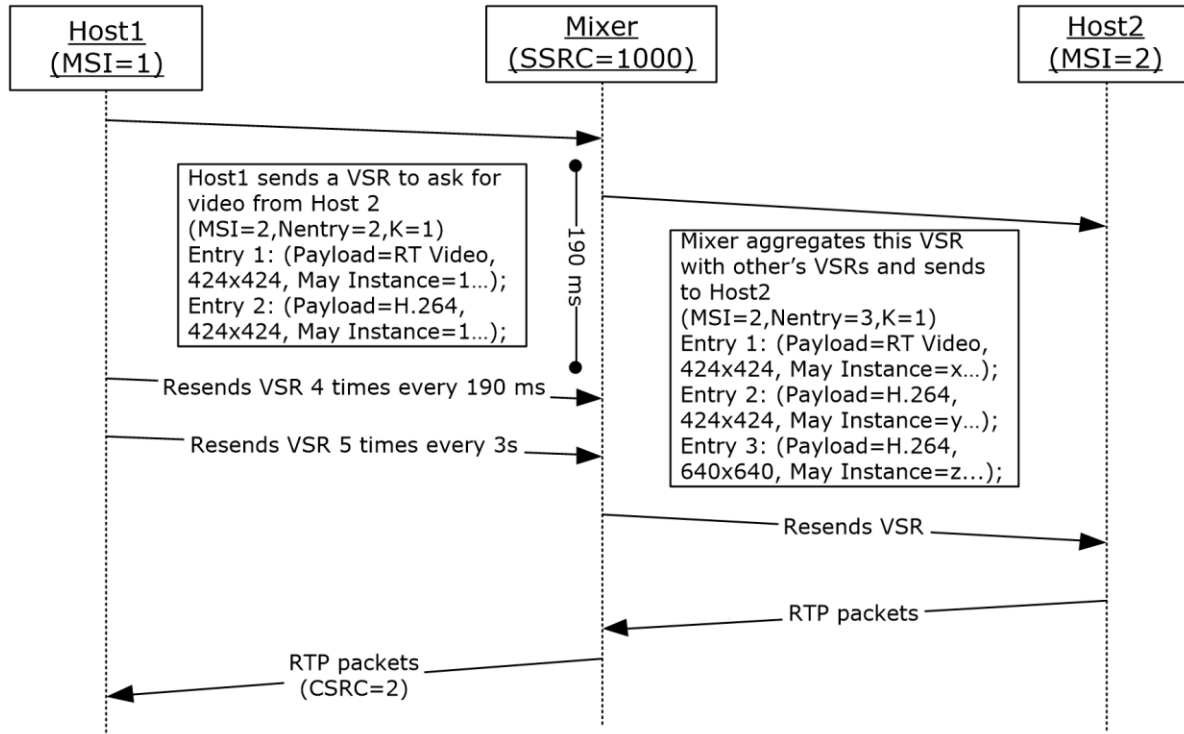 Host1
(MSI=1)
Mixer
(SSRC=1000)
Host2
(MSI=2)
Host1 sends a VSR to ask for
video from Host 2
(MSI=2,Nentry=2,K=1)
Entry 1: (Payload=RT Video,
424x424, May Instance=1…);
Entry 2: (Payload=H.264,
424x424, May Instance=1…);
190 ms
Mixer aggregates this VSR
with other’s VSRs and sends
to Host2
(MSI=2,Nentry=3,K=1)
Entry 1: (Payload=RT Video,
424x424, May Instance=x…);
Entry 2: (Payload=H.264,
424x424, May Instance=y…);
Entry 3: (Payload=H.264,
640x640, May Instance=z...);
Resends VSR 4 times every 190 ms
Resends VSR 5 times every 3s
Resends VSR
RTP packets
RTP packets
(CSRC=2)